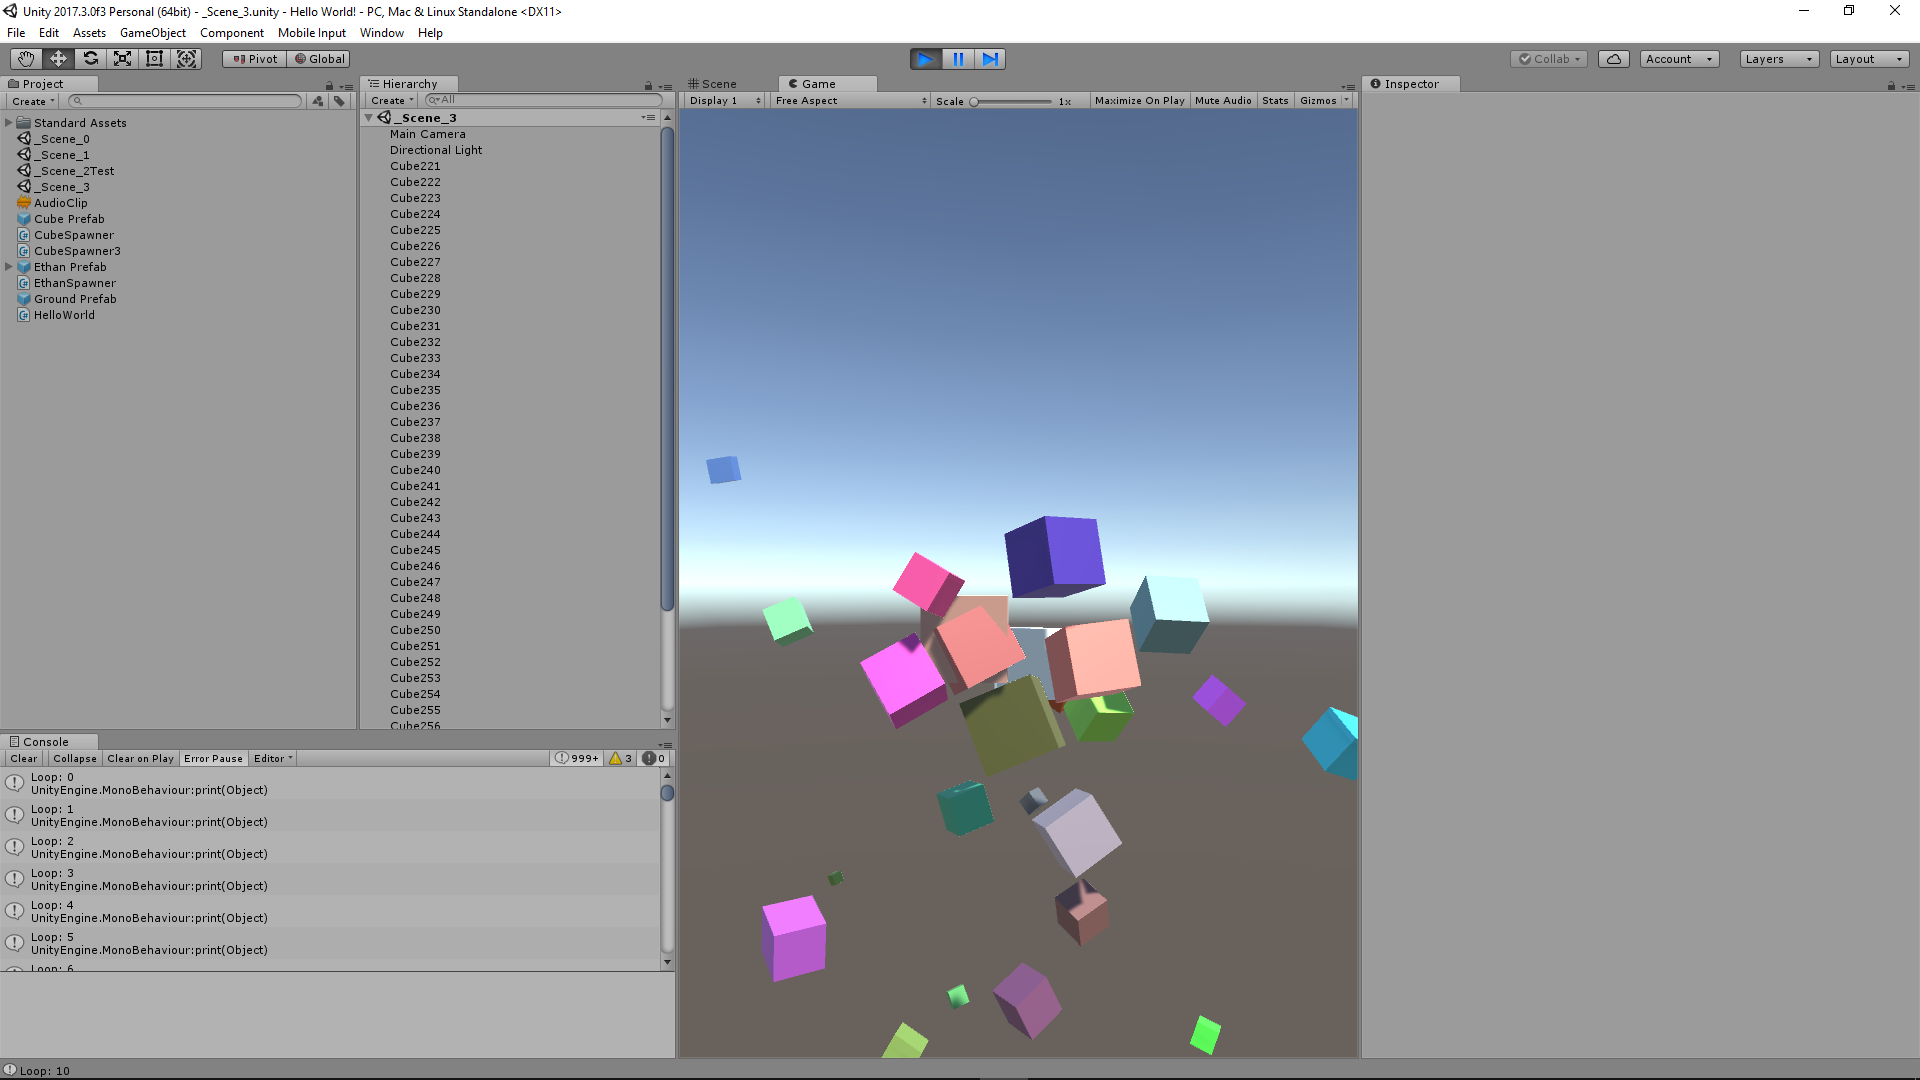 Unity 2017.3.0f3 Personal (64bit) - _Scene_3.unity - Hello World! - PC, Mac & Linux Standalone <DX11>
File Edit Assets GameObject Component Mobile Input Window Help
Pivot Global Collab Account Layers Layout
Project
Create
Standard Assets
_Scene_0
_Scene_1
_Scene_2Test
_Scene_3
AudioClip
Cube Prefab
CubeSpawner
CubeSpawner3
Ethan Prefab
EthanSpawner
Ground Prefab
HelloWorld
Hierarchy
Create All
_Scene_3
Main Camera
Directional Light
Cube221
Cube222
Cube223
Cube224
Cube225
Cube226
Cube227
Cube228
Cube229
Cube230
Cube231
Cube232
Cube233
Cube234
Cube235
Cube236
Cube237
Cube238
Cube239
Cube240
Cube241
Cube242
Cube243
Cube244
Cube245
Cube246
Cube247
Cube248
Cube249
Cube250
Cube251
Cube252
Cube253
Cube254
Cube255
Cube256
Scene Game
Display 1 Free Aspect Scale 1x Maximize On Play Mute Audio Stats Gizmos
Inspector
Console
Clear Collapse Clear on Play Error Pause Editor 999+ 3 0
Loop: 0
UnityEngine.MonoBehaviour:print(Object)
Loop: 1
UnityEngine.MonoBehaviour:print(Object)
Loop: 2
UnityEngine.MonoBehaviour:print(Object)
Loop: 3
UnityEngine.MonoBehaviour:print(Object)
Loop: 4
UnityEngine.MonoBehaviour:print(Object)
Loop: 5
UnityEngine.MonoBehaviour:print(Object)
Loop: 6
Loop: 10